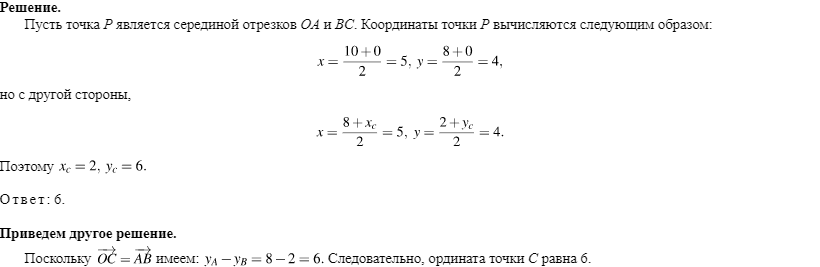 Решение.
Пусть точка P является серединой отрезков OA и BC. Координаты точки P вычисляются следующим образом:
x = \frac{10+0}{2} = 5, y = \frac{8+0}{2} = 4,
но с другой стороны,
x = \frac{8+x_c}{2} = 5, y = \frac{2+y_c}{2} = 4.
Поэтому x_c = 2, y_c = 6.
Ответ: 6.
Приведем другое решение.
Поскольку \overrightarrow{OC} = \overrightarrow{AB} имеем: y_A − y_B = 8 − 2 = 6. Следовательно, ордината точки C равна 6.